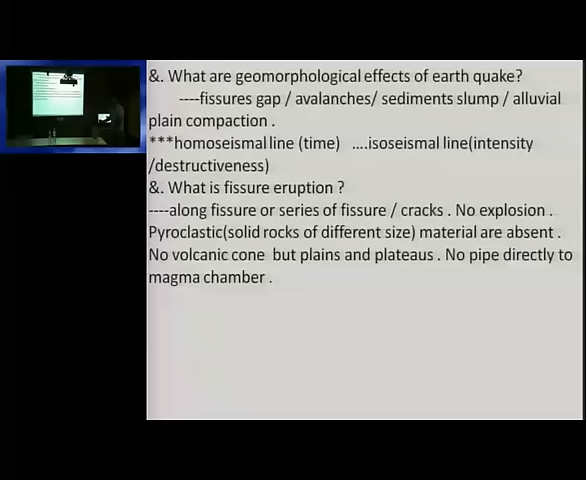 &. What are geomorphological effects of earth quake?
----fissures gap / avalanches/ sediments slump / alluvial
plain compaction .
***homoseismal line (time) ....isoseismal line(intensity
/destructiveness)
&. What is fissure eruption ?
----along fissure or series of fissure / cracks . No explosion .
Pyroclastic(solid rocks of different size) material are absent .
No volcanic cone but plains and plateaus . No pipe directly to
magma chamber .